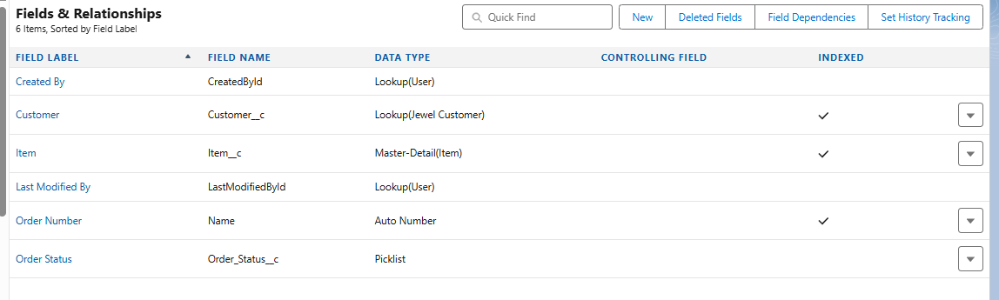 Fields & Relationships
6 Items, Sorted by Field Label
Quick Find
New
Deleted Fields
Field Dependencies
Set History Tracking
FIELD LABEL FIELD NAME DATA TYPE CONTROLLING FIELD INDEXED
Created By CreatedById Lookup(User)
Customer Customer__c Lookup(Jewel Customer)
Item Item__c Master-Detail(Item)
Last Modified By LastModifiedById Lookup(User)
Order Number Name Auto Number
Order Status Order_Status__c Picklist